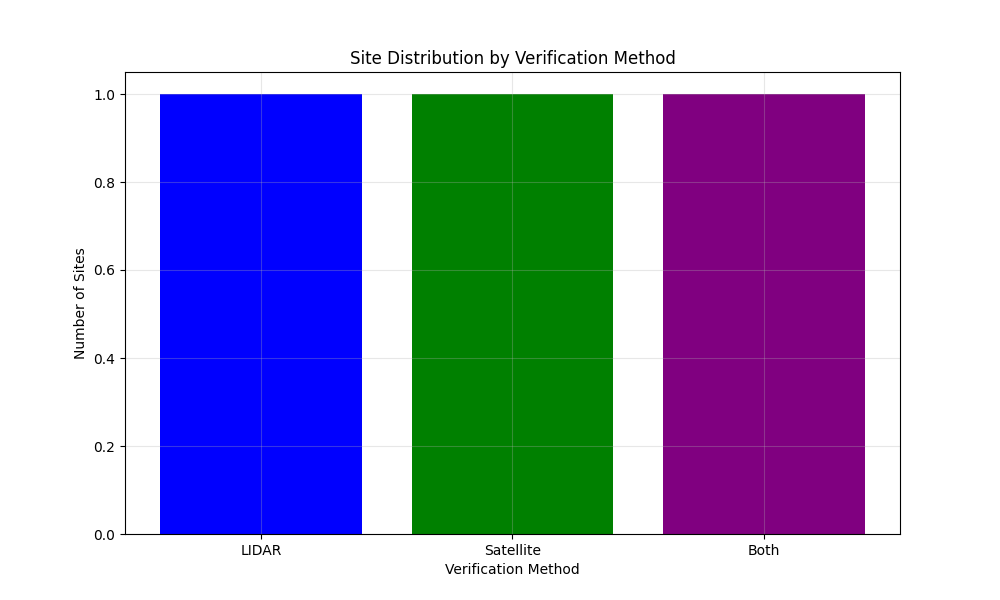 Site Distribution by Verification Method
Number of Sites
1.0
0.8
0.6
0.4
0.2
0.0
LIDAR Satellite Both
Verification Method